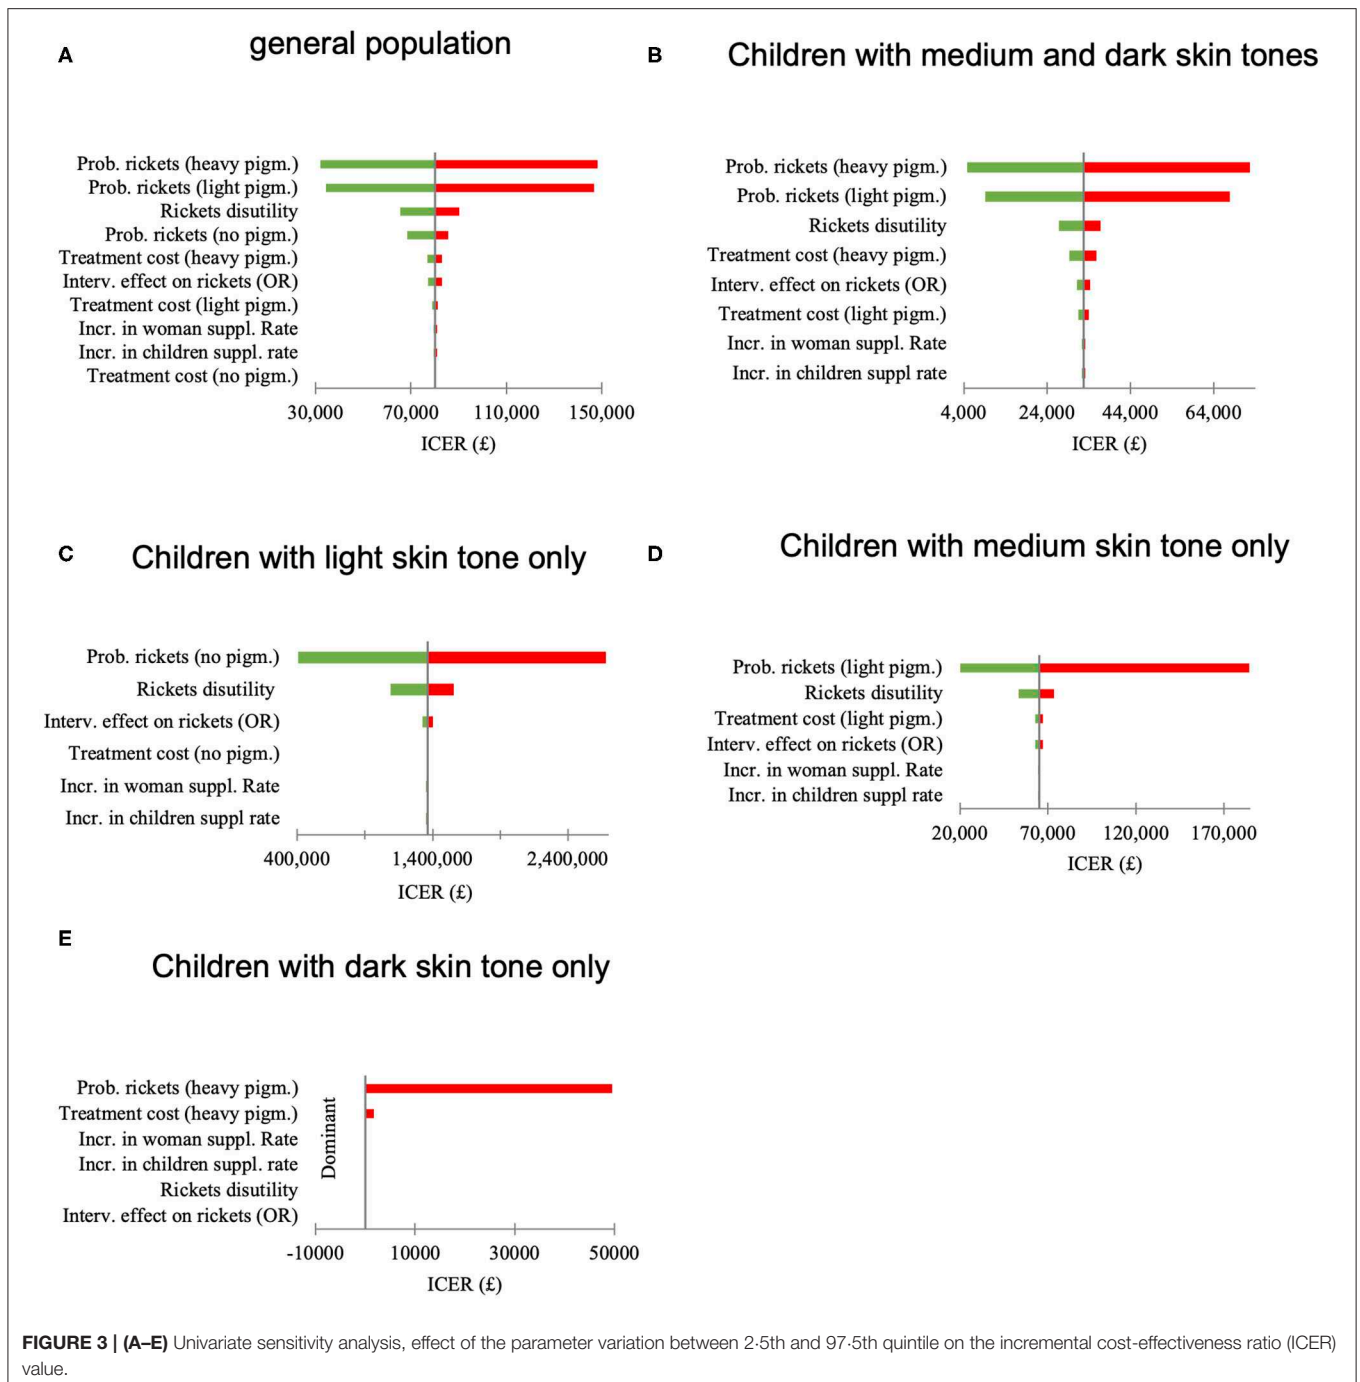 A
general population
Prob. rickets (heavy pigm.)
Prob. rickets (light pigm.)
Rickets disutility
Prob. rickets (no pigm.)
Treatment cost (heavy pigm.)
Interv. effect on rickets (OR)
Treatment cost (light pigm.)
Incr. in woman suppl. Rate
Incr. in children suppl. rate
Treatment cost (no pigm.)
30,000 70,000 110,000 150,000
ICER (£)
B
Children with medium and dark skin tones
Prob. rickets (heavy pigm.)
Prob. rickets (light pigm.)
Rickets disutility
Treatment cost (heavy pigm.)
Interv. effect on rickets (OR)
Treatment cost (light pigm.)
Incr. in woman suppl. Rate
Incr. in children suppl rate
4,000 24,000 44,000 64,000
ICER (£)
C
Children with light skin tone only
Prob. rickets (no pigm.)
Rickets disutility
Interv. effect on rickets (OR)
Treatment cost (no pigm.)
Incr. in woman suppl. Rate
Incr. in children suppl rate
400,000 1,400,000 2,400,000
ICER (£)
D
Children with medium skin tone only
Prob. rickets (light pigm.)
Rickets disutility
Treatment cost (light pigm.)
Interv. effect on rickets (OR)
Incr. in woman suppl. Rate
Incr. in children suppl rate
20,000 70,000 120,000 170,000
ICER (£)
E
Children with dark skin tone only
Prob. rickets (heavy pigm.)
Treatment cost (heavy pigm.)
Incr. in woman suppl. Rate
Incr. in children suppl. rate
Rickets disutility
Interv. effect on rickets (OR)
Dominant
-10000 10000 30000 50000
ICER (£)
FIGURE 3 | (A–E) Univariate sensitivity analysis, effect of the parameter variation between 2·5th and 97·5th quintile on the incremental cost-effectiveness ratio (ICER)
value.